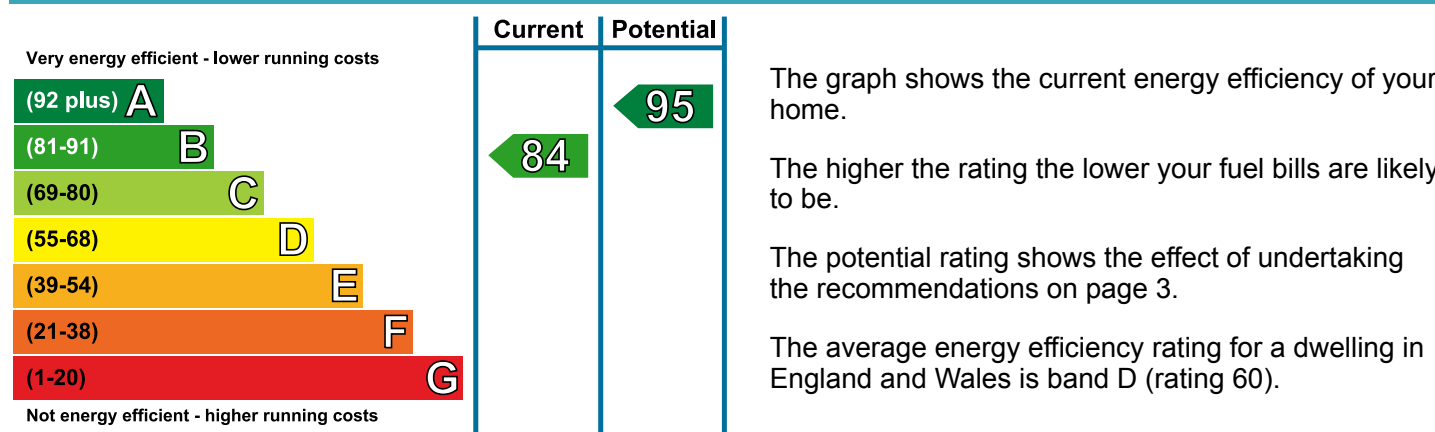 Current Potential
Very energy efficient - lower running costs
(92 plus) A
95
(81-91) B
84
(69-80) C
(55-68) D
(39-54) E
(21-38) F
(1-20) G
Not energy efficient - higher running costs
The graph shows the current energy efficiency of your
home.
The higher the rating the lower your fuel bills are likely
to be.
The potential rating shows the effect of undertaking
the recommendations on page 3.
The average energy efficiency rating for a dwelling in
England and Wales is band D (rating 60).